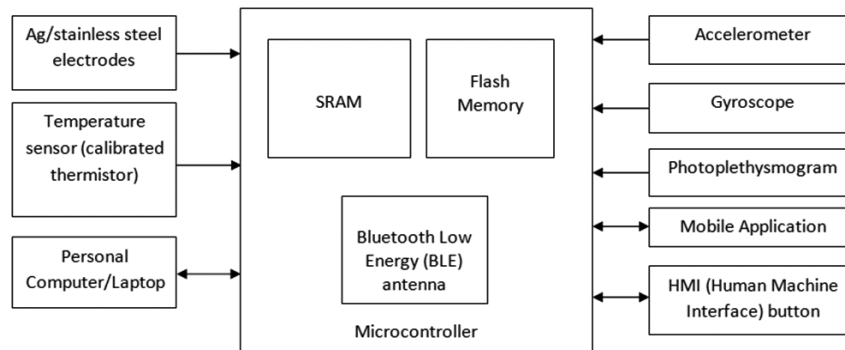 Ag/stainless steel
electrodes
Temperature
sensor (calibrated
thermistor)
Personal
Computer/Laptop
SRAM
Flash
Memory
Bluetooth Low
Energy (BLE)
antenna
Microcontroller
Accelerometer
Gyroscope
Photoplethysmogram
Mobile Application
HMI (Human Machine
Interface) button